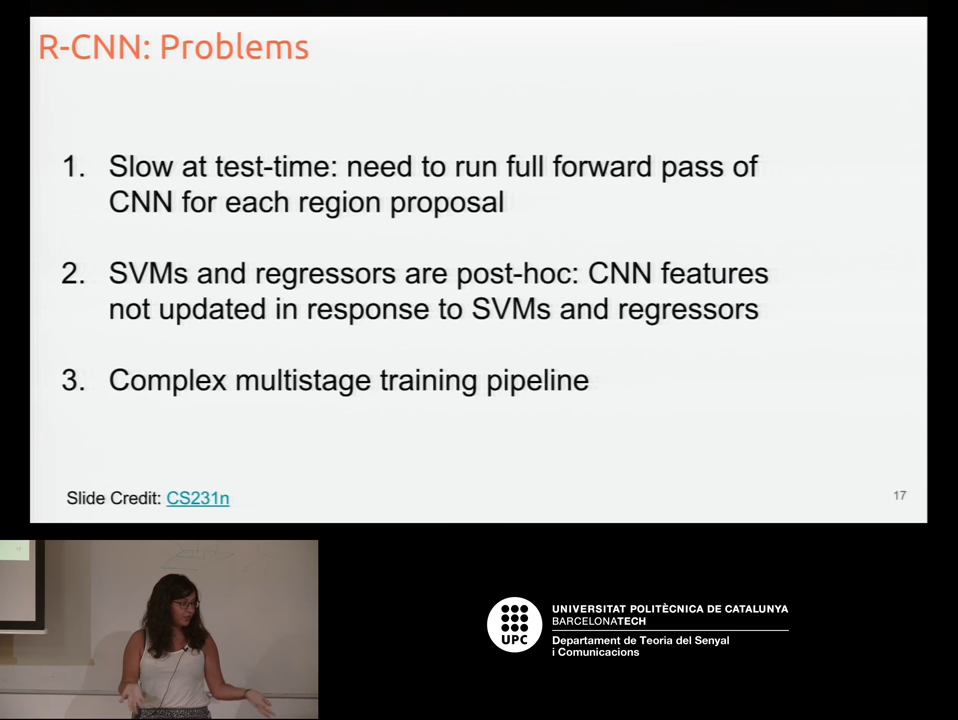 R-CNN: Problems
1. Slow at test-time: need to run full forward pass of
CNN for each region proposal
2. SVMs and regressors are post-hoc: CNN features
not updated in response to SVMs and regressors
3. Complex multistage training pipeline
Slide Credit: CS231n
17
UPC
UNIVERSITAT POLITÈCNICA DE CATALUNYA
BARCELONATECH
Departament de Teoria del Senyal
i Comunicacions